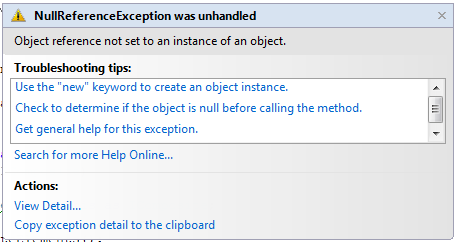 NullReferenceException was unhandled
Object reference not set to an instance of an object.
Troubleshooting tips:
Use the "new" keyword to create an object instance.
Check to determine if the object is null before calling the method.
Get general help for this exception.
Search for more Help Online...
Actions:
View Detail...
Copy exception detail to the clipboard